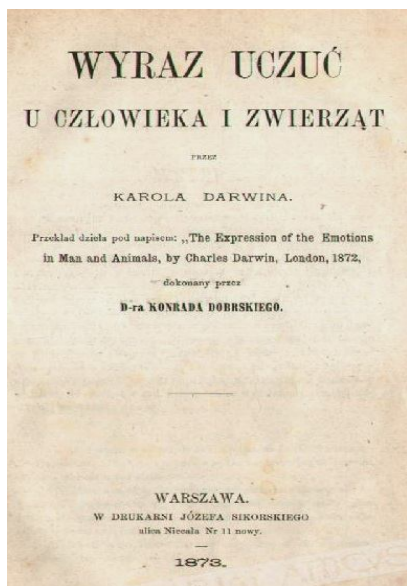 WYRAZ UCZUĆ
U CZŁOWIEKA I ZWIERZĄT
PRZEZ
KAROLA DARWINA.
Przekład dzieła pod napisem: „The Expression of the Emotions
in Man and Animals, by Charles Darwin, London, 1872,
dokonany przez
D-ra KONRADA DOBRSKIEGO.
WARSZAWA.
W DRUKARNI JÓZEFA SIKORSKIEGO
ulica Niecała Nr 11 nowy.
1873.